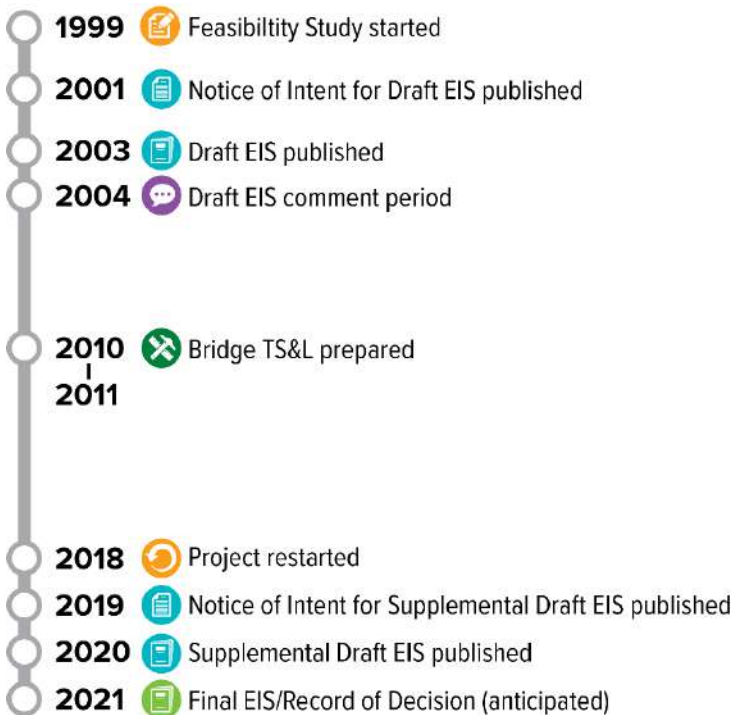 1999 Feasibiltity Study started
2001 Notice of Intent for Draft EIS published
2003 Draft EIS published
2004 Draft EIS comment period
2010 Bridge TS&L prepared
2011
2018 Project restarted
2019 Notice of Intent for Supplemental Draft EIS published
2020 Supplemental Draft EIS published
2021 Final EIS/Record of Decision (anticipated)